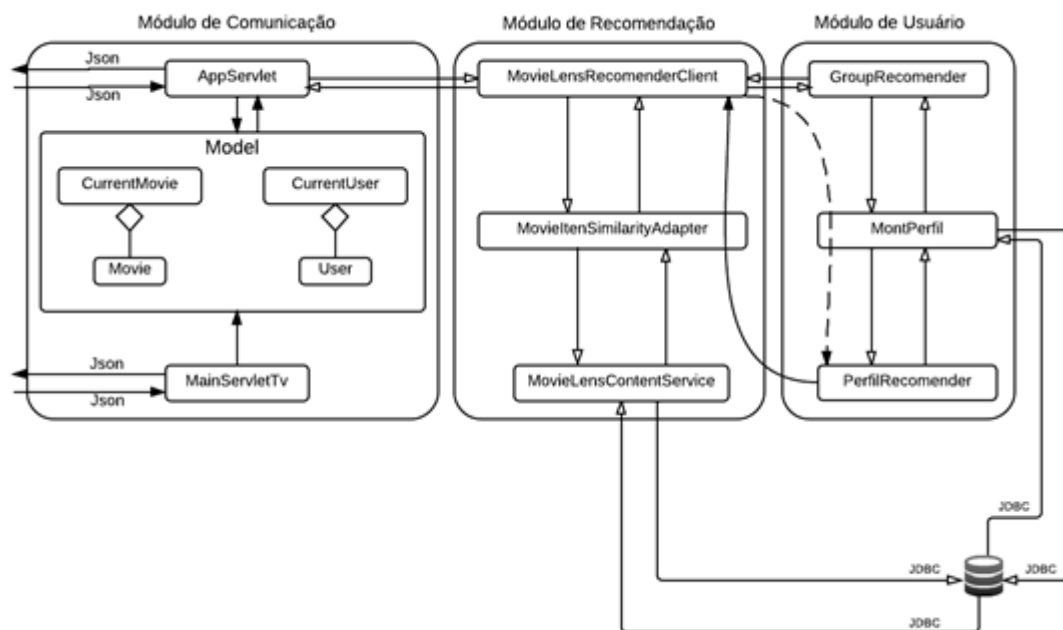 Módulo de Comunicação
Módulo de Recomendação
Módulo de Usuário
Json
AppServlet
MovieLensRecomenderClient
GroupRecomender
Json
Model
CurrentMovie
CurrentUser
MovieItenSimilarityAdapter
MontPerfil
Movie
User
Json
MainServletTv
MovieLensContentService
PerfilRecomender
Json
JDBC
JDBC
JDBC
JDBC